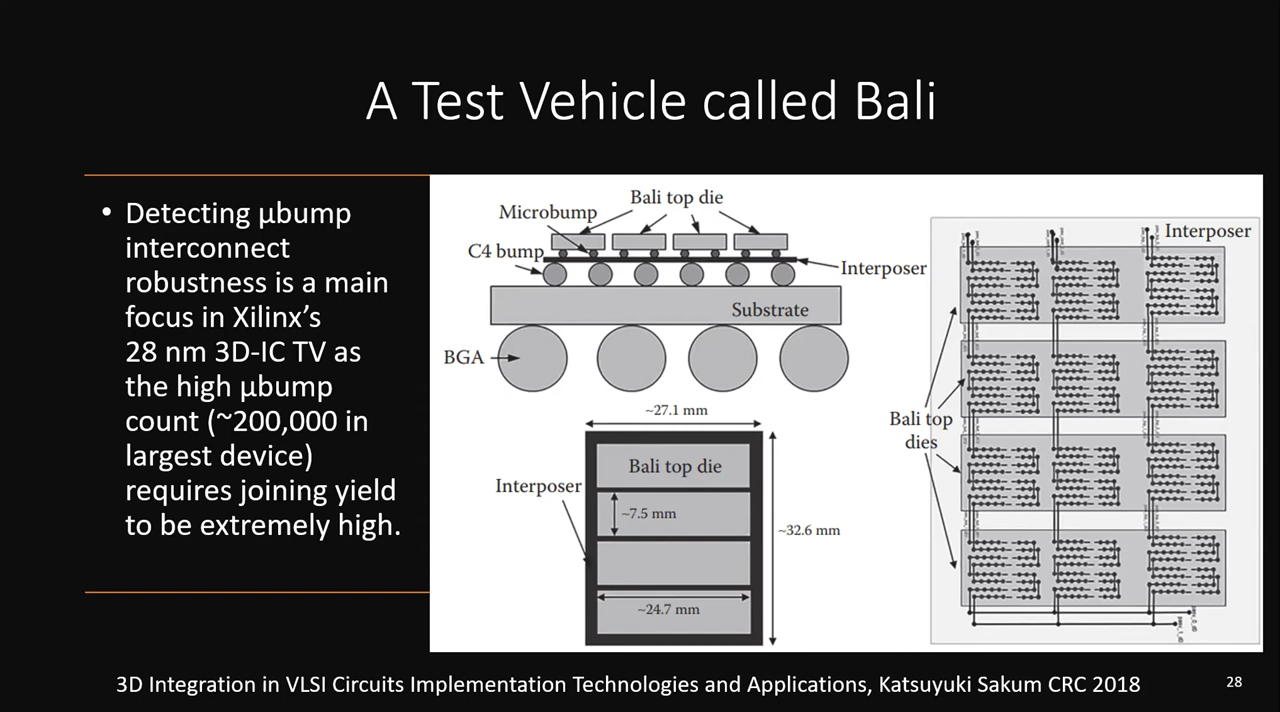 A Test Vehicle called Bali
• Detecting µbump
interconnect
robustness is a main
focus in Xilinx’s
28 nm 3D-IC TV as
the high µbump
count (~200,000 in
largest device)
requires joining yield
to be extremely high.
Bali top die
Microbump
C4 bump
Interposer
Substrate
BGA
~27.1 mm
Bali top die
Interposer
~7.5 mm
~32.6 mm
~24.7 mm
Interposer
Bali top
dies
3D Integration in VLSI Circuits Implementation Technologies and Applications, Katsuyuki Sakum CRC 2018
28